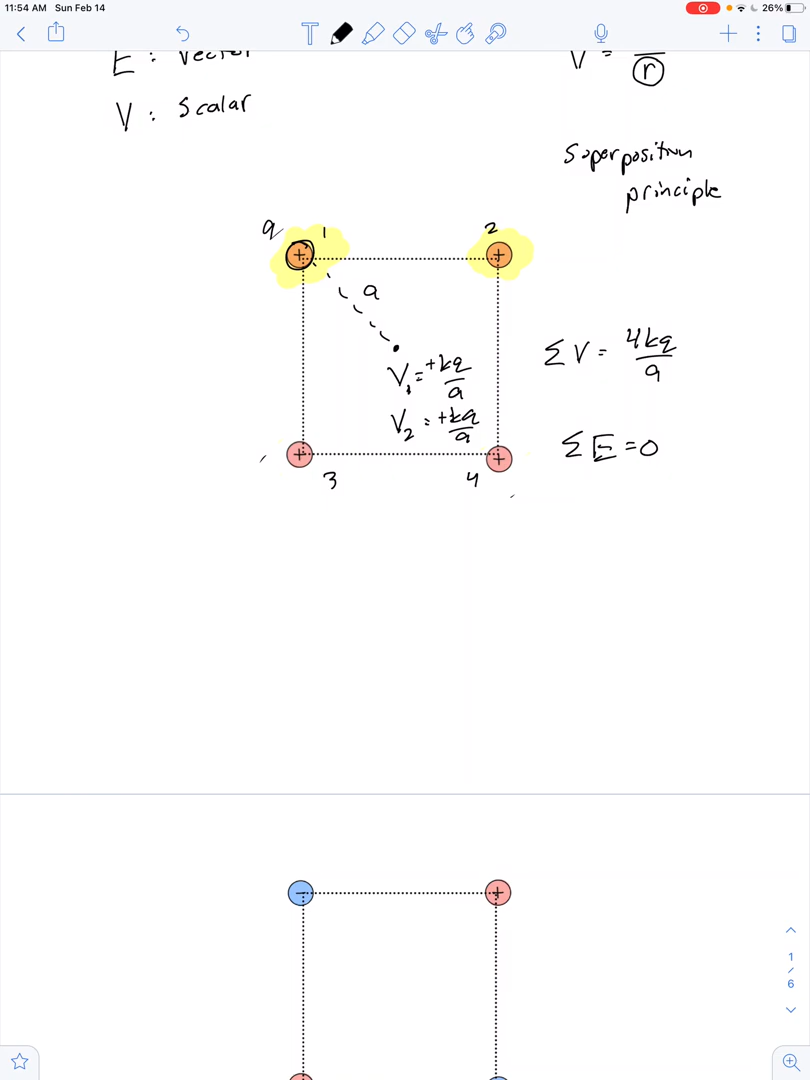 11:54 AM Sun Feb 14
26%
T
E : Vector
V =
r
V : Scalar
Superposition
principle
q 1
2
+
+
a
V₁ = +kq/a
ΣV = 4kq/a
V₂ = +kq/a
ΣE = 0
+
+
3
4
1
/
6
−
+